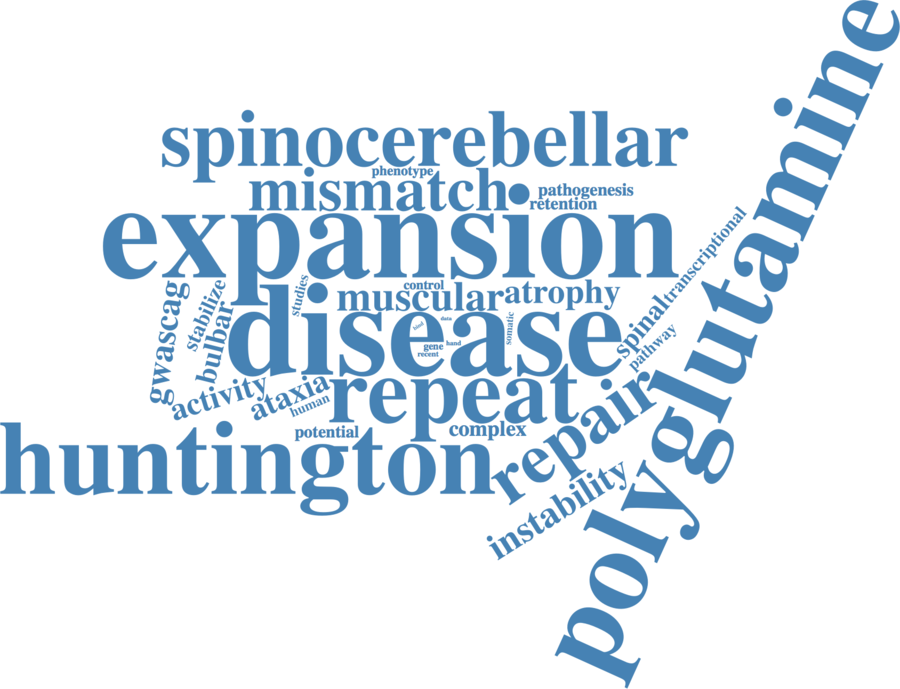 polyglutamine
spinocerebellar
phenotype
mismatch
pathogenesis
retention
expansion
transcriptional
studies
control
muscular
atrophy
gwascag
stabilize
bulbar
disease
bind
data
hand
gene
recent
somatic
spinal
pathway
activity
ataxia
human
repeat
repair
potential
complex
huntington
instability